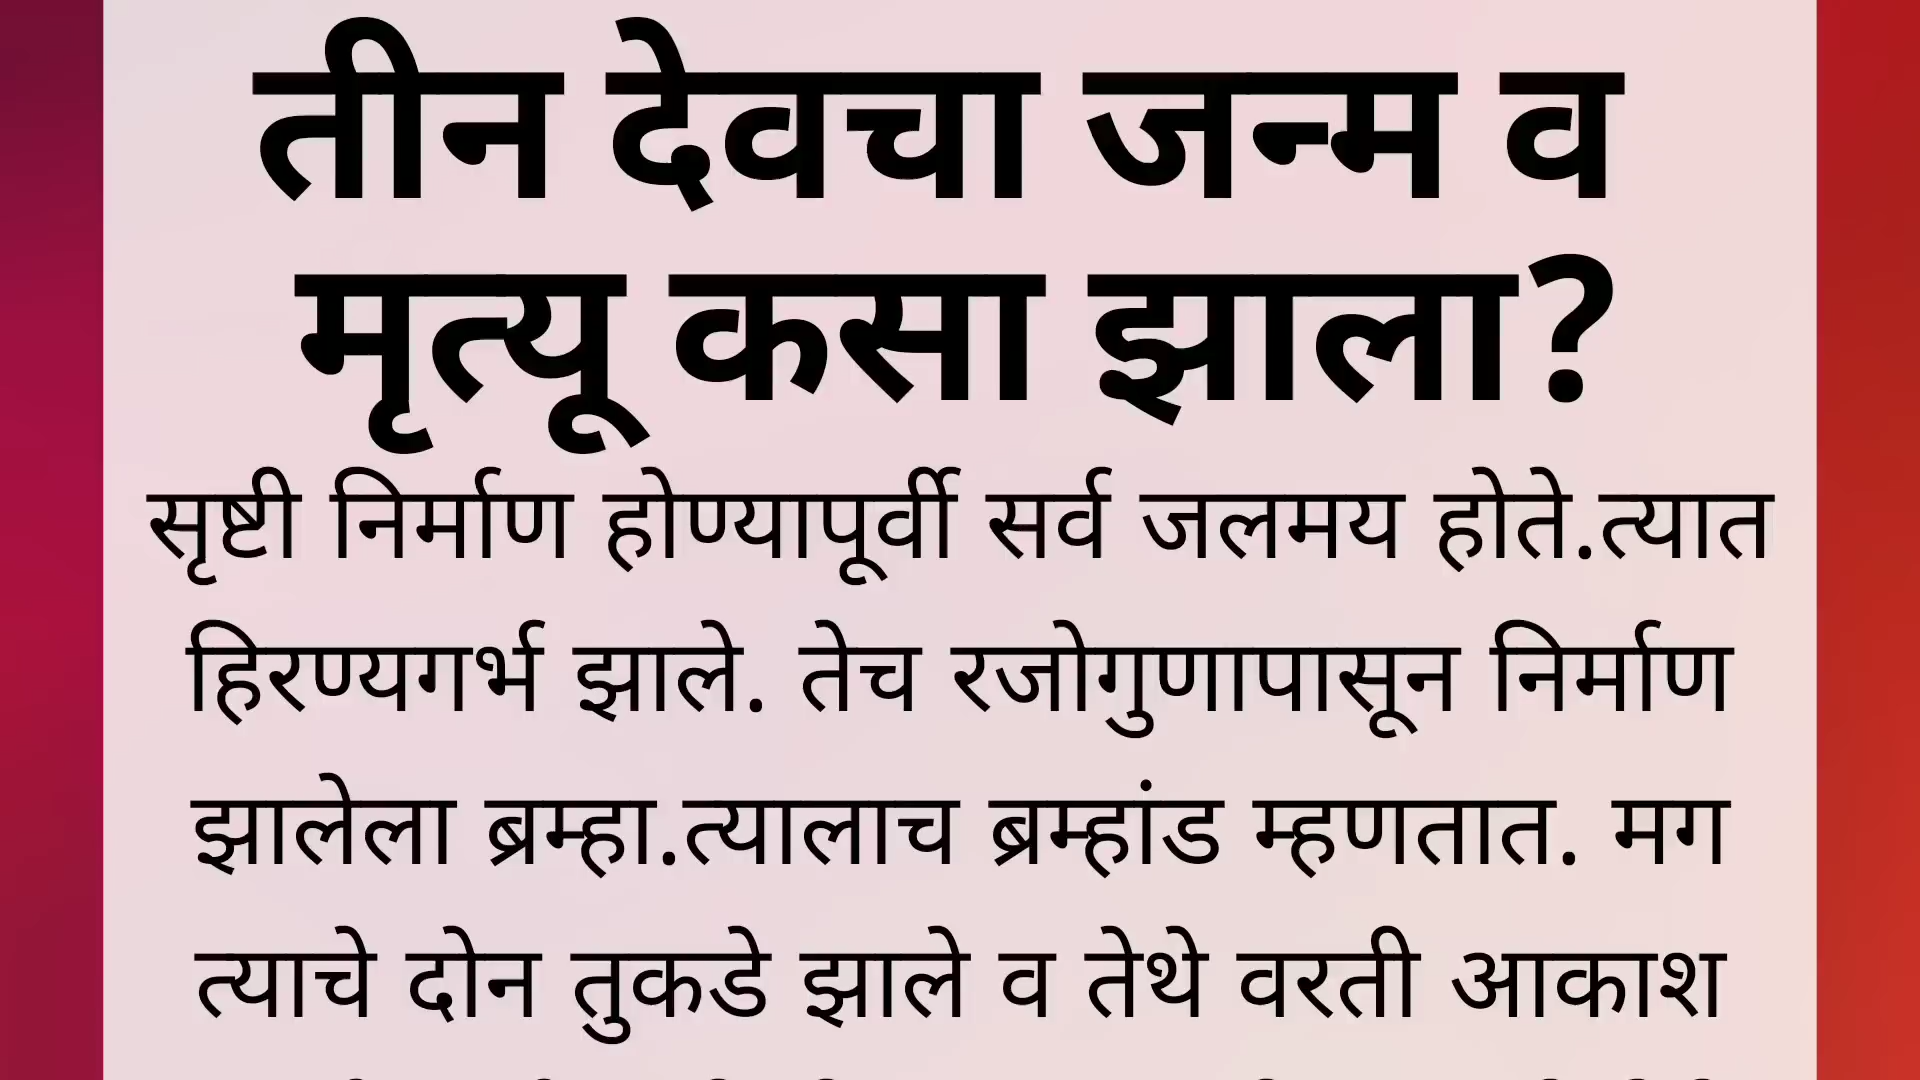 तीन देवचा जन्म व
मृत्यू कसा झाला?
सृष्टी निर्माण होण्यापूर्वी सर्व जलमय होते.त्यात
हिरण्यगर्भ झाले. तेच रजोगुणापासून निर्माण
झालेला ब्रम्हा.त्यालाच ब्रम्हांड म्हणतात. मग
त्याचे दोन तुकडे झाले व तेथे वरती आकाश